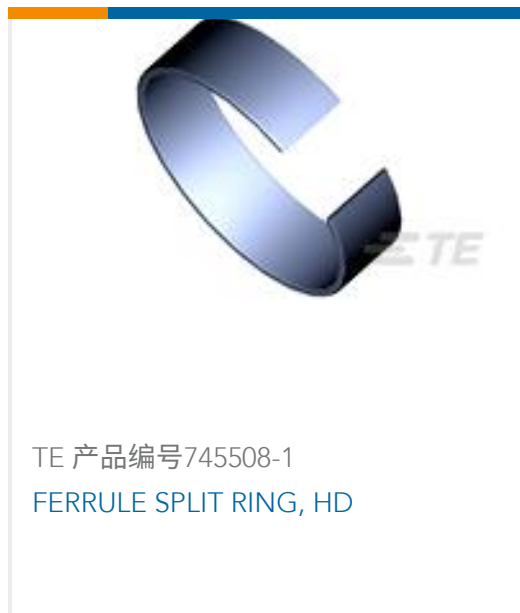 TE
TE 产品编号745508-1
FERRULE SPLIT RING, HD